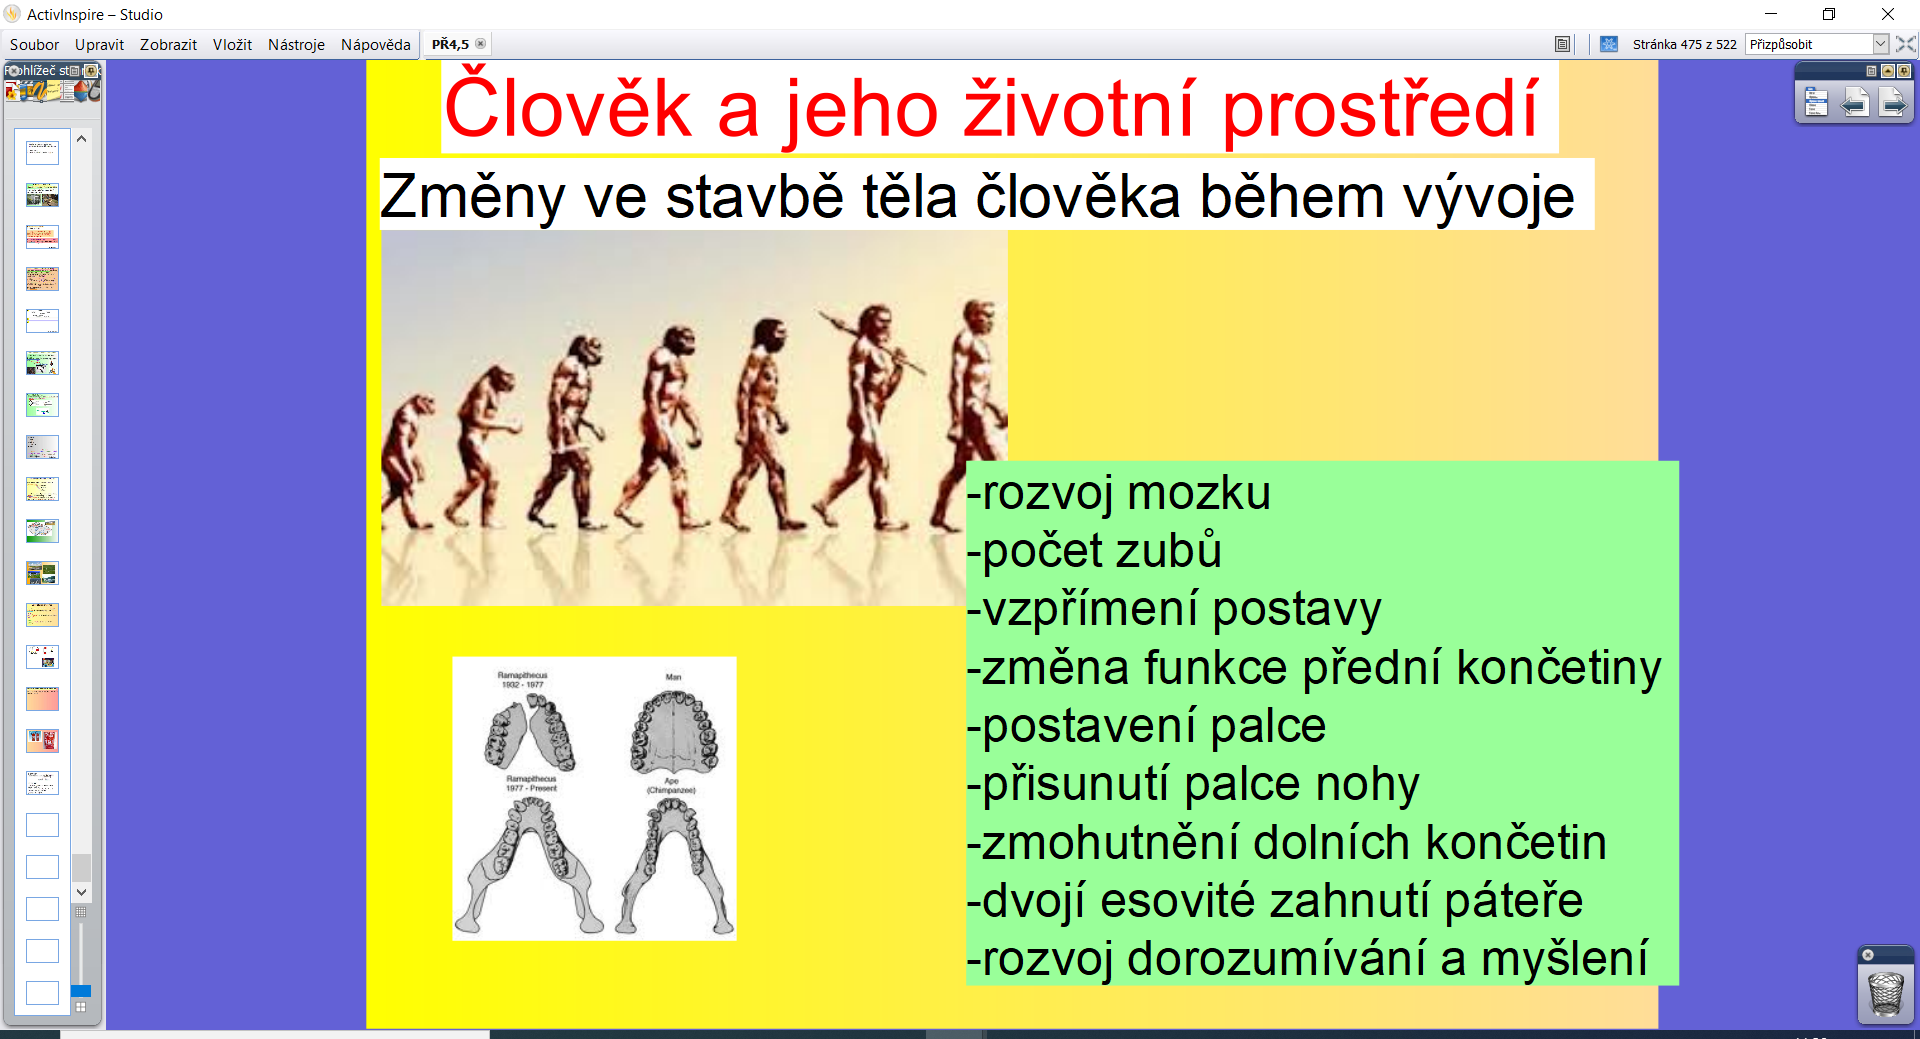 ActivInspire – Studio
Soubor Upravit Zobrazit Vložit Nástroje Nápověda
PŘ4,5
Stránka 475 z 522
Přizpůsobit
Člověk a jeho životní prostředí
Změny ve stavbě těla člověka během vývoje
-rozvoj mozku
-počet zubů
-vzpřímení postavy
-změna funkce přední končetiny
-postavení palce
-přisunutí palce nohy
-zmohutnění dolních končetin
-dvojí esovité zahnutí páteře
-rozvoj dorozumívání a myšlení
Ramapithecus
1932 - 1977
Man
Ramapithecus
1977 - Present
Ape
(Chimpanzee)